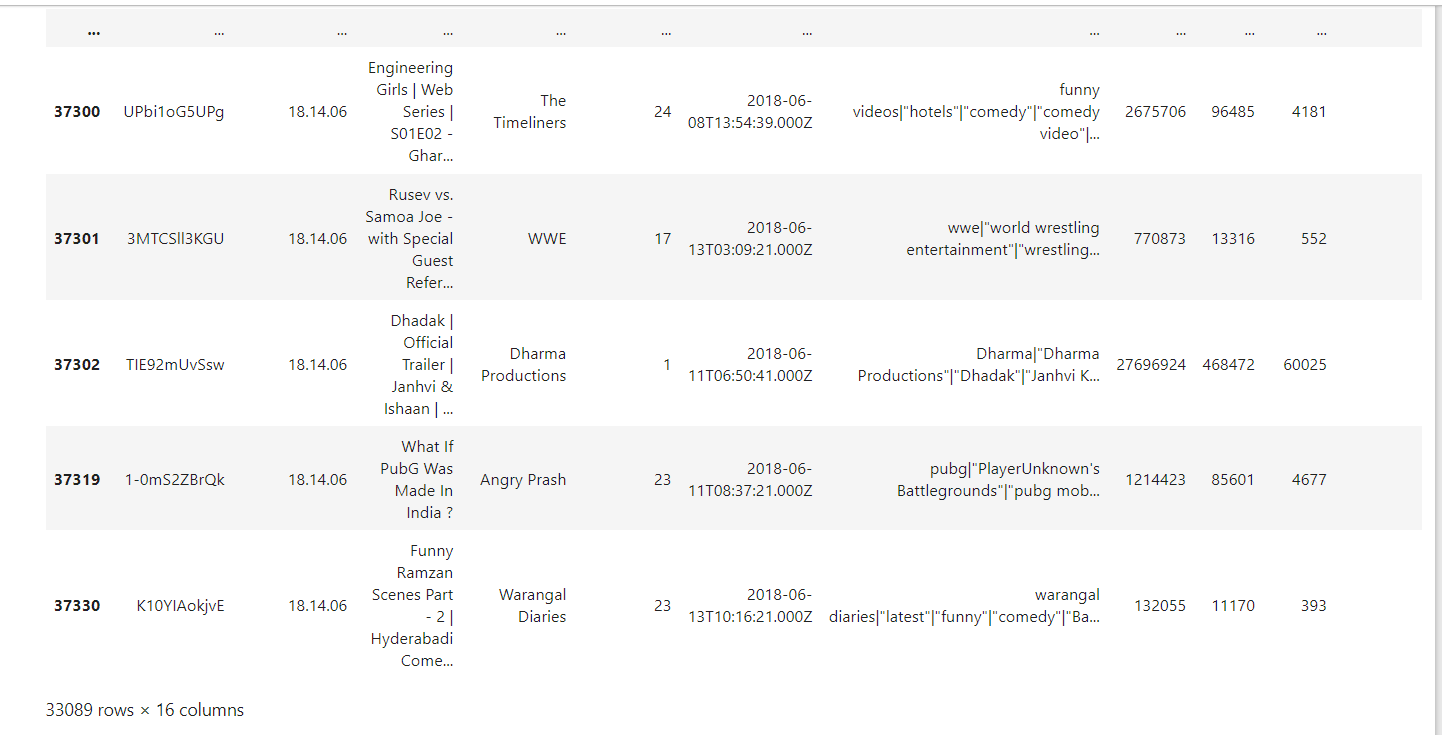 ... ... ... ... ... ... ... ... ... ... ...
37300 UPbi1oG5UPg 18.14.06 Engineering Girls | Web Series | S01E02 - Ghar... The Timeliners 24 2018-06-08T13:54:39.000Z funny videos|"hotels"|"comedy"|"comedy video"|... 2675706 96485 4181
37301 3MTCSll3KGU 18.14.06 Rusev vs. Samoa Joe - with Special Guest Refer... WWE 17 2018-06-13T03:09:21.000Z wwe|"world wrestling entertainment"|"wrestling... 770873 13316 552
37302 TIE92mUvSsw 18.14.06 Dhadak | Official Trailer | Janhvi & Ishaan | ... Dharma Productions 1 2018-06-11T06:50:41.000Z Dharma|"Dharma Productions"|"Dhadak"|"Janhvi K... 27696924 468472 60025
37319 1-0mS2ZBrQk 18.14.06 What If PubG Was Made In India ? Angry Prash 23 2018-06-11T08:37:21.000Z pubg|"PlayerUnknown's Battlegrounds"|"pubg mob... 1214423 85601 4677
37330 K10YIAokjvE 18.14.06 Funny Ramzan Scenes Part - 2 | Hyderabadi Come... Warangal Diaries 23 2018-06-13T10:16:21.000Z warangal diaries|"latest"|"funny"|"comedy"|"Ba... 132055 11170 393
33089 rows × 16 columns